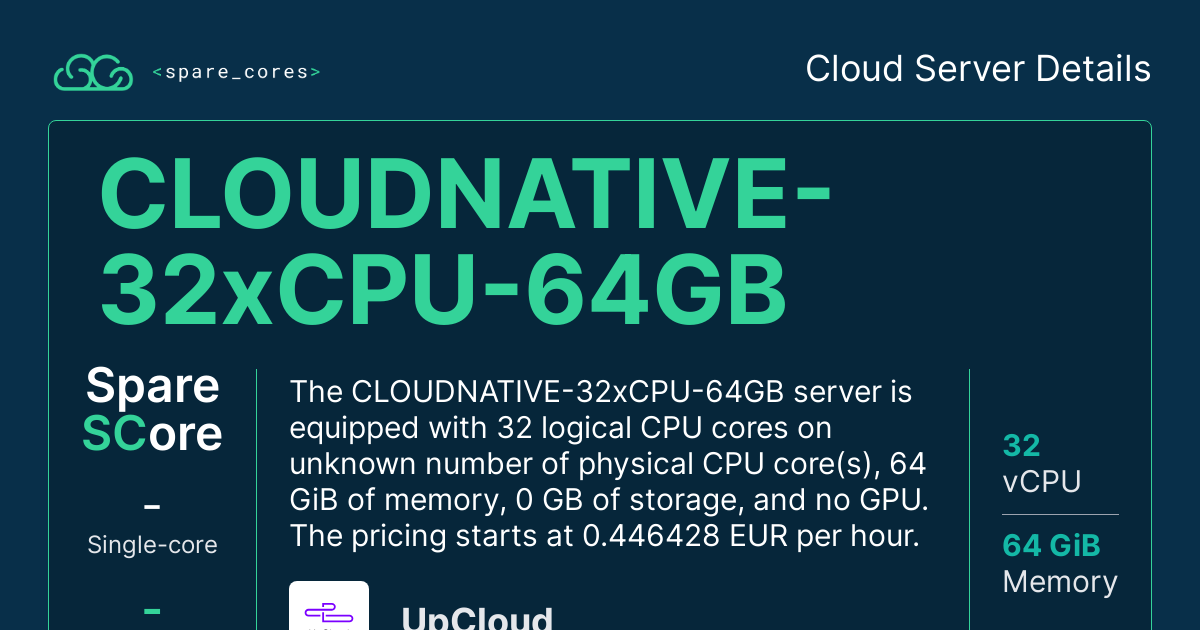 <spare_cores>
Cloud Server Details
CLOUDNATIVE-
32xCPU-64GB
Spare
SCore
-
Single-core
-
The CLOUDNATIVE-32xCPU-64GB server is
equipped with 32 logical CPU cores on
unknown number of physical CPU core(s), 64
GiB of memory, 0 GB of storage, and no GPU.
The pricing starts at 0.446428 EUR per hour.
UpCloud
32
vCPU
64 GiB
Memory